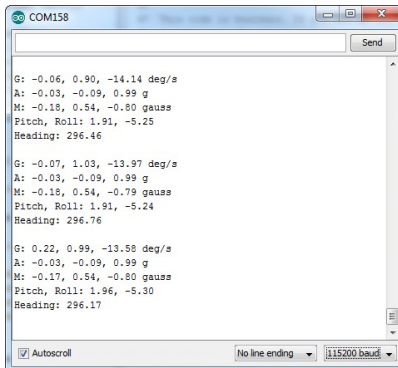 COM158
Send
G: -0.06, 0.90, -14.14 deg/s
A: -0.03, -0.09, 0.99 g
M: -0.18, 0.54, -0.80 gauss
Pitch, Roll: 1.91, -5.25
Heading: 296.46
G: -0.07, 1.03, -13.97 deg/s
A: -0.03, -0.09, 0.99 g
M: -0.18, 0.54, -0.79 gauss
Pitch, Roll: 1.91, -5.24
Heading: 296.76
G: 0.22, 0.99, -13.58 deg/s
A: -0.03, -0.09, 0.99 g
M: -0.17, 0.54, -0.80 gauss
Pitch, Roll: 1.96, -5.30
Heading: 296.17
Autoscroll No line ending 115200 baud